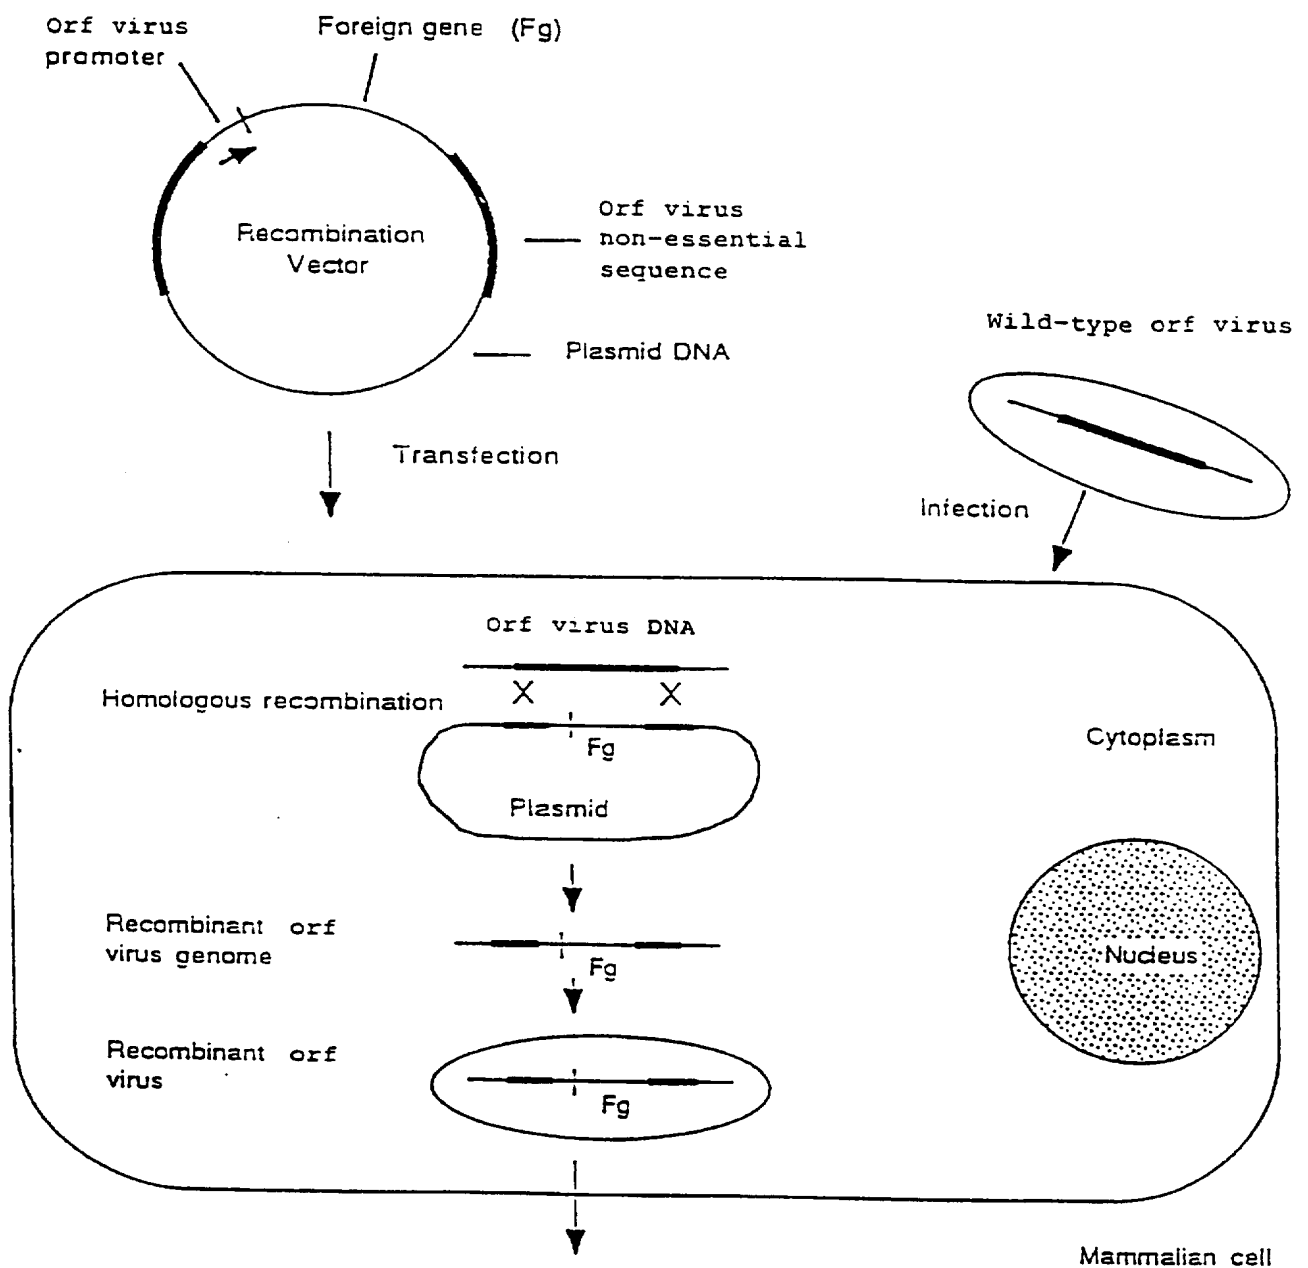 Orf virus
promoter
Foreign gene (Fg)
Recombination
Vector
Orf virus
non-essential
sequence
Plasmid DNA
Wild-type orf virus
Transfection
Infection
Orf virus DNA
X X
Homologous recombination
Fg
Cytoplasm
Plasmid
Recombinant orf
virus genome
Fg
Nucleus
Recombinant orf
virus
Fg
Mammalian cell